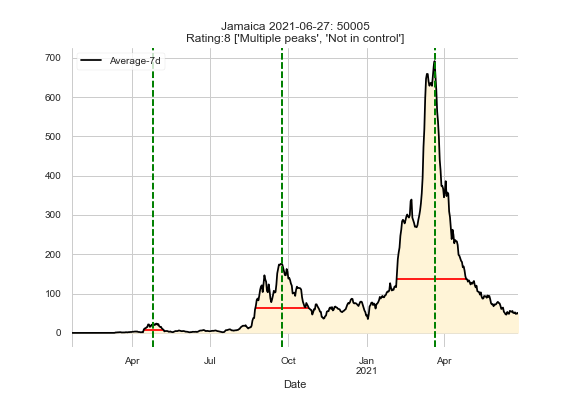 Jamaica 2021-06-27: 50005
Rating:8 ['Multiple peaks', 'Not in control']
Average-7d
700
600
500
400
300
200
100
0
Apr
Jul
Oct
Jan
2021
Apr
Date